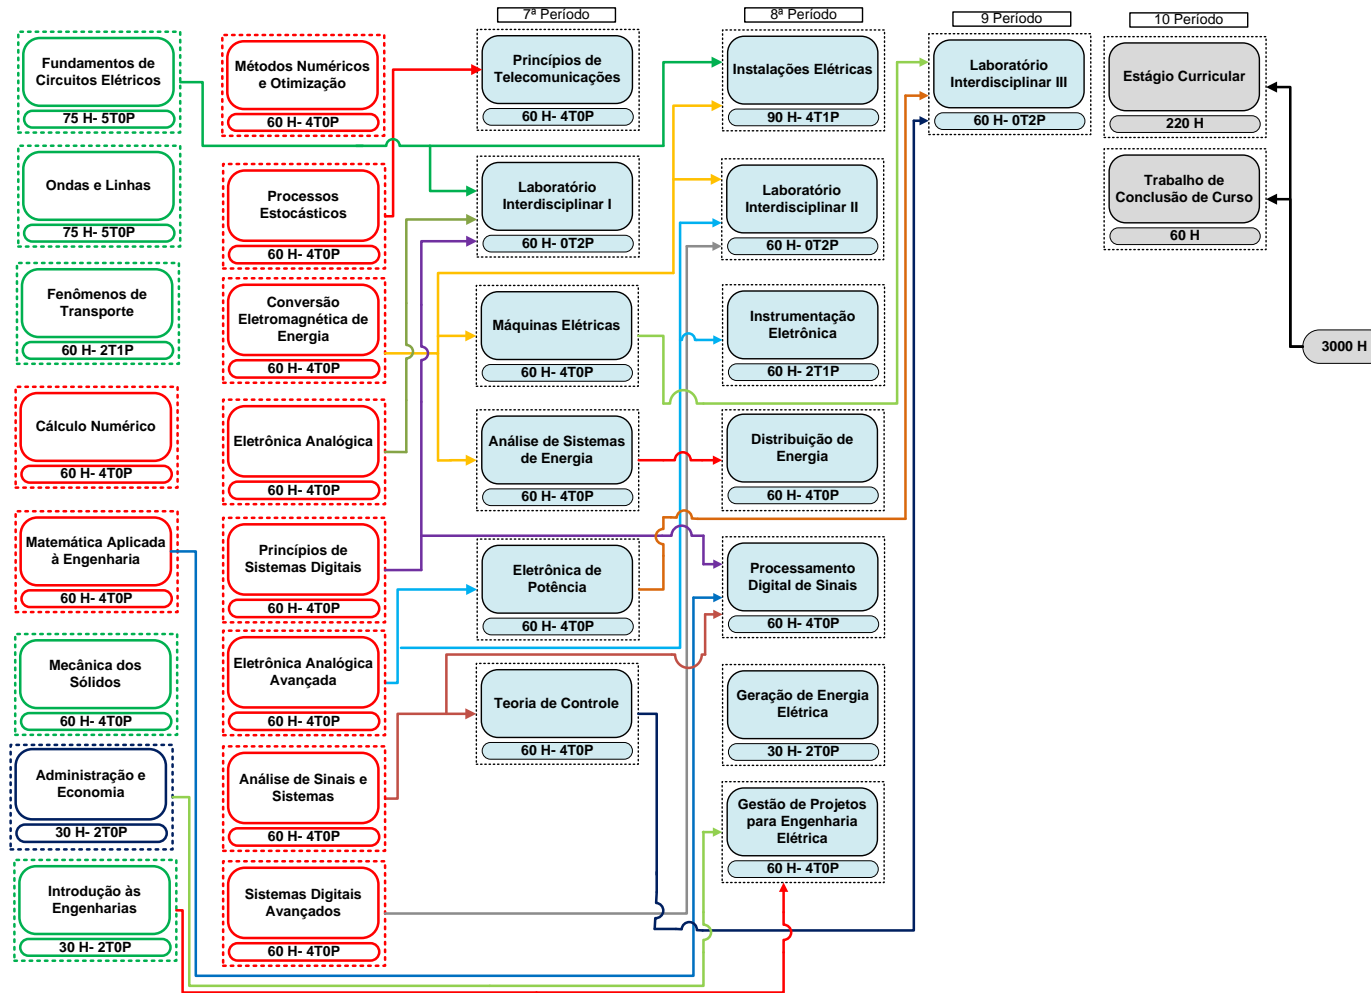 7ª Período
8ª Período
9 Período
10 Período
Fundamentos de
Circuitos Elétricos
75 H- 5T0P
Ondas e Linhas
75 H- 5T0P
Fenômenos de
Transporte
60 H- 2T1P
Cálculo Numérico
60 H- 4T0P
Matemática Aplicada
à Engenharia
60 H- 4T0P
Mecânica dos
Sólidos
60 H- 4T0P
Administração e
Economia
30 H- 2T0P
Introdução às
Engenharias
30 H- 2T0P
Métodos Numéricos
e Otimização
60 H- 4T0P
Processos
Estocásticos
60 H- 4T0P
Conversão
Eletromagnética de
Energia
60 H- 4T0P
Eletrônica Analógica
60 H- 4T0P
Princípios de
Sistemas Digitais
60 H- 4T0P
Eletrônica Analógica
Avançada
60 H- 4T0P
Análise de Sinais e
Sistemas
60 H- 4T0P
Sistemas Digitais
Avançados
60 H- 4T0P
Princípios de
Telecomunicações
60 H- 4T0P
Laboratório
Interdisciplinar I
60 H- 0T2P
Máquinas Elétricas
60 H- 4T0P
Análise de Sistemas
de Energia
60 H- 4T0P
Eletrônica de
Potência
60 H- 4T0P
Teoria de Controle
60 H- 4T0P
Instalações Elétricas
90 H- 4T1P
Laboratório
Interdisciplinar II
60 H- 0T2P
Instrumentação
Eletrônica
60 H- 2T1P
Distribuição de
Energia
60 H- 4T0P
Processamento
Digital de Sinais
60 H- 4T0P
Geração de Energia
Elétrica
30 H- 2T0P
Gestão de Projetos
para Engenharia
Elétrica
60 H- 4T0P
Laboratório
Interdisciplinar III
60 H- 0T2P
Estágio Curricular
220 H
Trabalho de
Conclusão de Curso
60 H
3000 H